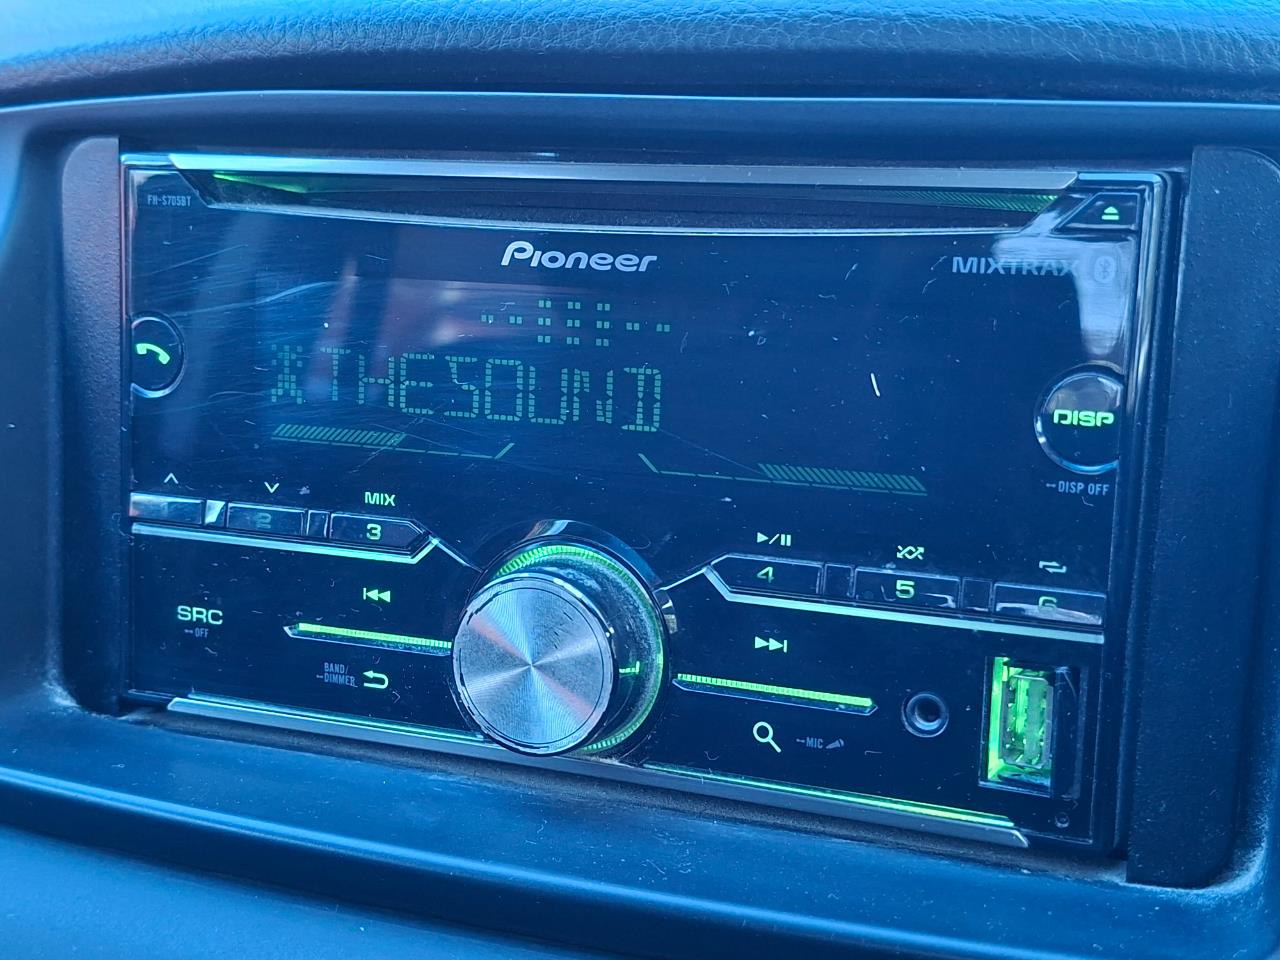 FH-S705BT
Pioneer
MIXTRAX
*THESOUND
DISP
DISP OFF
MIX
2
3
4
5
6
SRC
OFF
BAND/
DIMMER
MIC